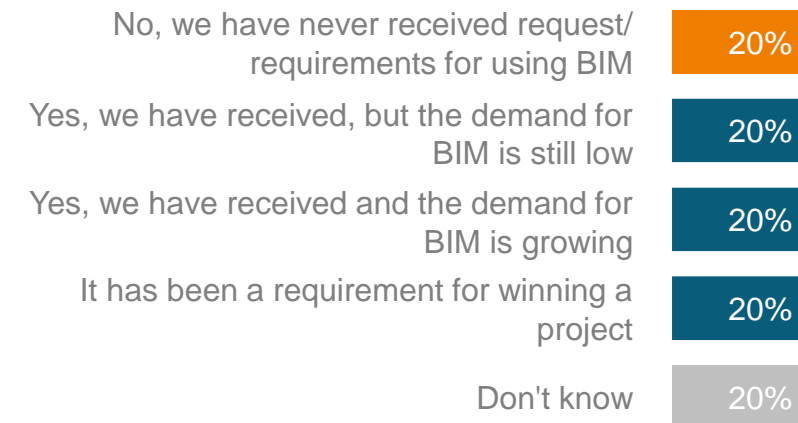 No, we have never received request/
requirements for using BIM
20%
Yes, we have received, but the demand for
BIM is still low
20%
Yes, we have received and the demand for
BIM is growing
20%
It has been a requirement for winning a
project
20%
Don't know
20%